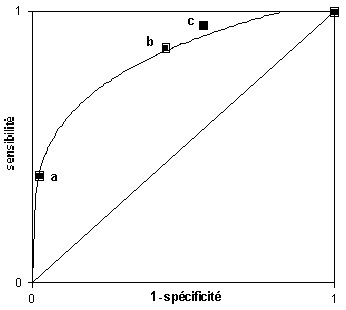 1
c
b
a
sensibilité
0
0
1-spécificité
1